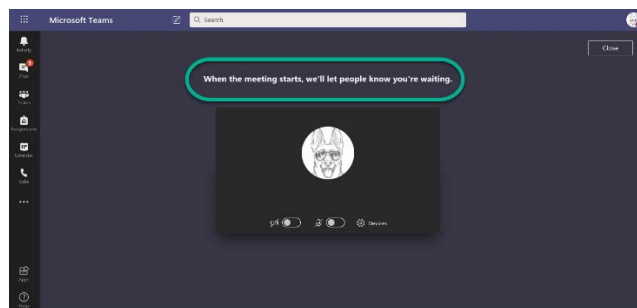 Microsoft Teams
Search
Activity
Chat
Teams
Assignments
Calendar
Calls
Apps
Help
Close
When the meeting starts, we'll let people know you're waiting.
Devices